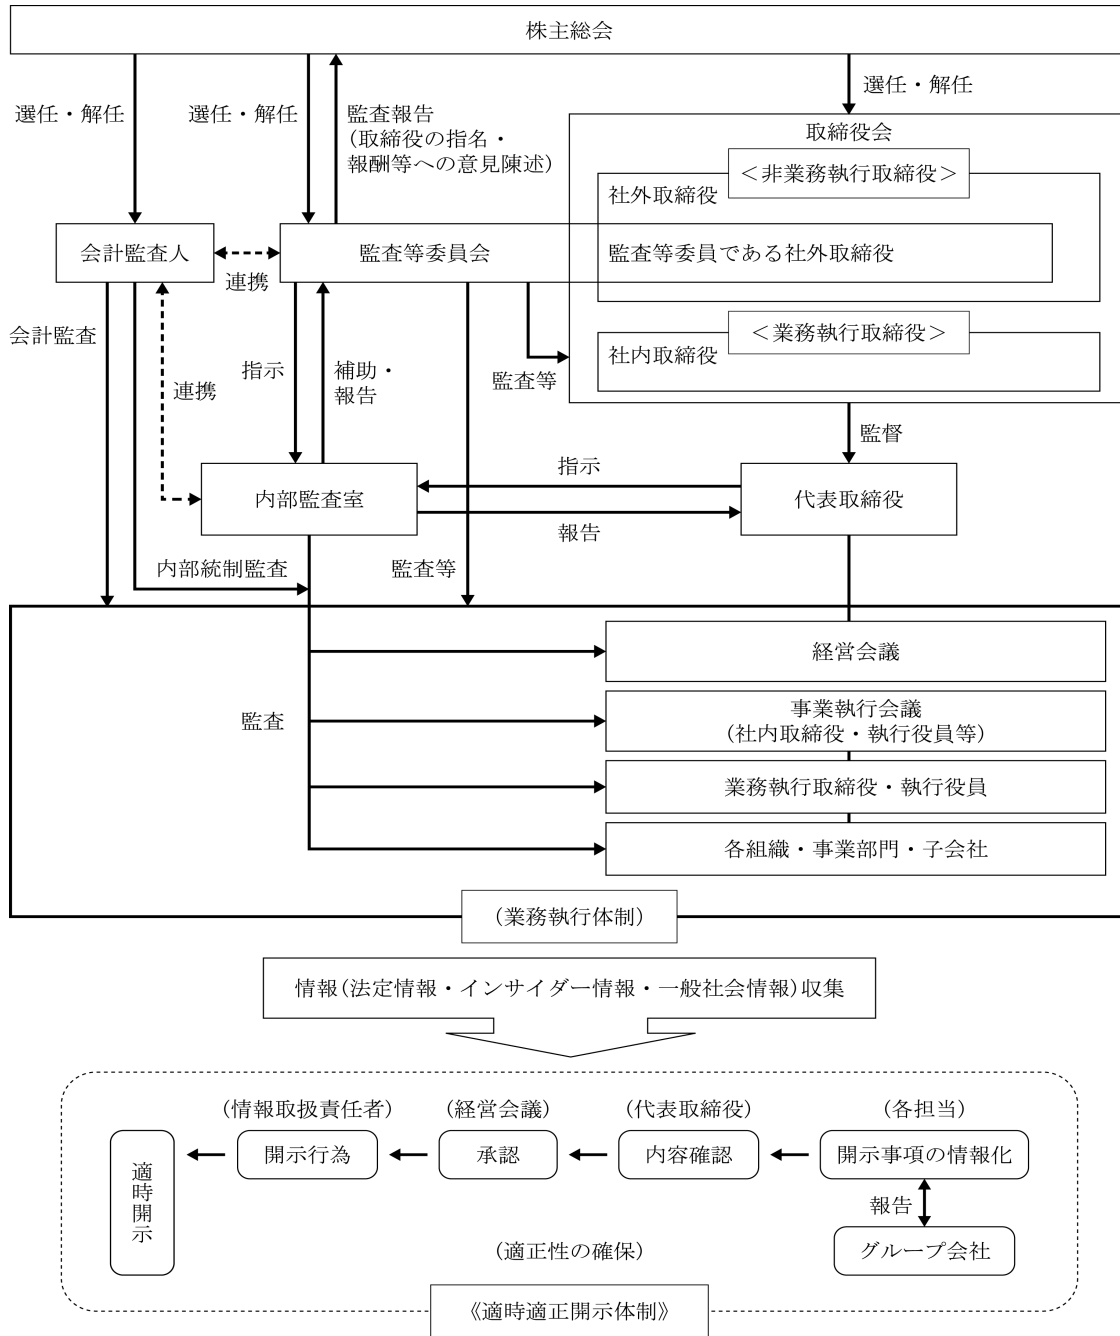 株主総会
選任・解任
選任・解任
監査報告
(取締役の指名・
報酬等への意見陳述)
選任・解任
取締役会
＜非業務執行取締役＞
社外取締役
会計監査人
連携
監査等委員会
監査等委員である社外取締役
＜業務執行取締役＞
社内取締役
会計監査
連携
指示
補助・
報告
監査等
監督
内部監査室
指示
報告
代表取締役
内部統制監査
監査等
経営会議
監査
事業執行会議
(社内取締役・執行役員等)
業務執行取締役・執行役員
各組織・事業部門・子会社
(業務執行体制)
情報(法定情報・インサイダー情報・一般社会情報)収集
(情報取扱責任者)
(経営会議)
(代表取締役)
(各担当)
適時開示
開示行為
承認
内容確認
開示事項の情報化
報告
グループ会社
(適正性の確保)
《適時適正開示体制》